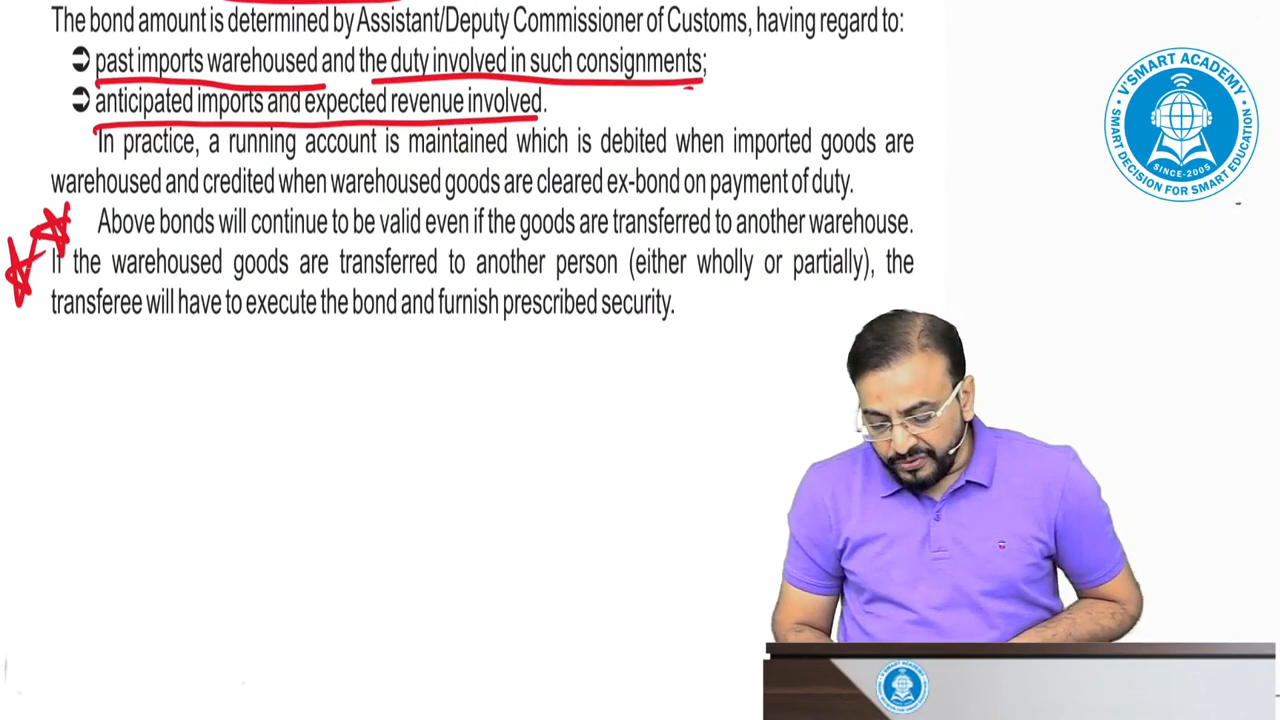 The bond amount is determined by Assistant/Deputy Commissioner of Customs, having regard to:
➲ past imports warehoused and the duty involved in such consignments;
➲ anticipated imports and expected revenue involved.
In practice, a running account is maintained which is debited when imported goods are
warehoused and credited when warehoused goods are cleared ex-bond on payment of duty.
Above bonds will continue to be valid even if the goods are transferred to another warehouse.
If the warehoused goods are transferred to another person (either wholly or partially), the
transferee will have to execute the bond and furnish prescribed security.
V'SMART ACADEMY
SINCE-2005
SMART DECISION FOR SMART EDUCATION
V'SMART ACADEMY